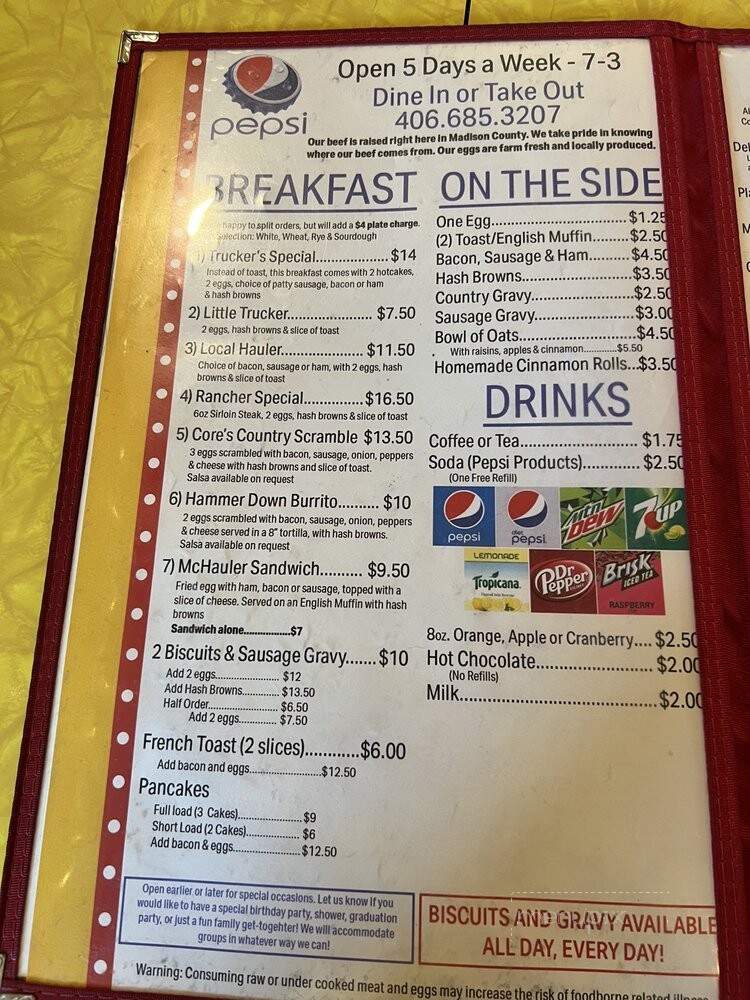 pepsi
Open 5 Days a Week - 7-3
Dine In or Take Out
406.685.3207
Our beef is raised right here in Madison County. We take pride in knowing
where our beef comes from. Our eggs are farm fresh and locally produced.
BREAKFAST
happy to split orders, but will add a $4 plate charge.
Selection: White, Wheat, Rye & Sourdough
1) Trucker's Special..................... $14
Instead of toast, this breakfast comes with 2 hotcakes,
2 eggs, choice of patty sausage, bacon or ham
& hash browns
2) Little Trucker.................. $7.50
2 eggs, hash browns & slice of toast
3) Local Hauler.................. $11.50
Choice of bacon, sausage or ham, with 2 eggs, hash
browns & slice of toast
4) Rancher Special.............$16.50
6oz Sirloin Steak, 2 eggs, hash browns & slice of toast
5) Core's Country Scramble $13.50
3 eggs scrambled with bacon, sausage, onion, peppers
& cheese with hash browns and slice of toast.
Salsa available on request
6) Hammer Down Burrito.......... $10
2 eggs scrambled with bacon, sausage, onion, peppers
& cheese served in a 8" tortilla, with hash browns.
Salsa available on request
7) McHauler Sandwich.......... $9.50
Fried egg with ham, bacon or sausage, topped with a
slice of cheese. Served on an English Muffin with hash
browns
Sandwich alone.................$7
2 Biscuits & Sausage Gravy....... $10
Add 2 eggs...................... $12
Add Hash Browns............. $13.50
Half Order........................ $6.50
Add 2 eggs............. $7.50
French Toast (2 slices)............$6.00
Add bacon and eggs......................$12.50
Pancakes
Full load (3 Cakes)...................... $9
Short Load (2 Cakes)................... $6
Add bacon & eggs........................$12.50
ON THE SIDE
One Egg..............................$1.25
(2) Toast/English Muffin.........$2.50
Bacon, Sausage & Ham.........$4.50
Hash Browns........................$3.50
Country Gravy......................$2.50
Sausage Gravy.....................$3.00
Bowl of Oats........................$4.50
With raisins, apples & cinnamon............$5.50
Homemade Cinnamon Rolls...$3.50
DRINKS
Coffee or Tea........................ $1.75
Soda (Pepsi Products)............. $2.50
(One Free Refill)
pepsi
diet pepsi
mtn dew
7UP
LEMONADE
Tropicana
Dr Pepper
Brisk
ICED TEA
RASPBERRY
8oz. Orange, Apple or Cranberry.... $2.50
Hot Chocolate........................ $2.00
(No Refills)
Milk.......................................$2.00
Open earlier or later for special occasions. Let us know if you
would like to have a special birthday party, shower, graduation
party, or just a fun family get-togehter! We will accommodate
groups in whatever way we can!
BISCUITS AND GRAVY AVAILABLE
ALL DAY, EVERY DAY!
Warning: Consuming raw or under cooked meat and eggs may increase the risk of foodborne related illness